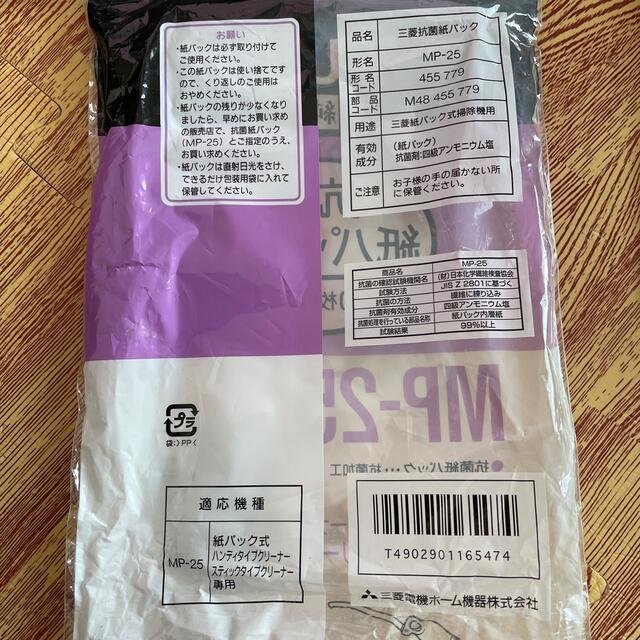 お願い
・紙パックは必ず取り付けて
ご使用ください。
・この紙パックは使い捨てです
ので、くり返しのご使用は
おやめください。
・紙パックの残りが少なくなり
ましたら、早めにお買い求め
の販売店で、抗菌紙パック
(MP-25)とご指定のうえ、
お買い求めください。
・紙パックは直射日光をさけ、
できるだけ包装用袋に入れて
保管してください。
品名 三菱抗菌紙パック
形名 MP-25
形名コード 455 779
部品コード M48 455 779
用途 三菱紙パック式掃除機用
有効成分 (紙パック)
抗菌剤:四級アンモニウム塩
ご注意 お子様の手の届かない所
に保管ください。
商品名 MP-25
抗菌の確認試験機関名 (財)日本化学繊維検査協会
試験方法 JIS Z 2801に基づく
抗菌の方法 繊維に練り込み
抗菌剤有効成分 四級アンモニウム塩
抗菌処理を行っている部品名称 紙パック内層紙
試験結果 99%以上
プラ
袋:〉PP〈
適応機種
MP-25 紙パック式
ハンディタイプクリーナー
スティックタイプクリーナー
専用
MP-25
抗菌紙パック・・・抗菌加工
T4902901165474
三菱電機ホーム機器株式会社